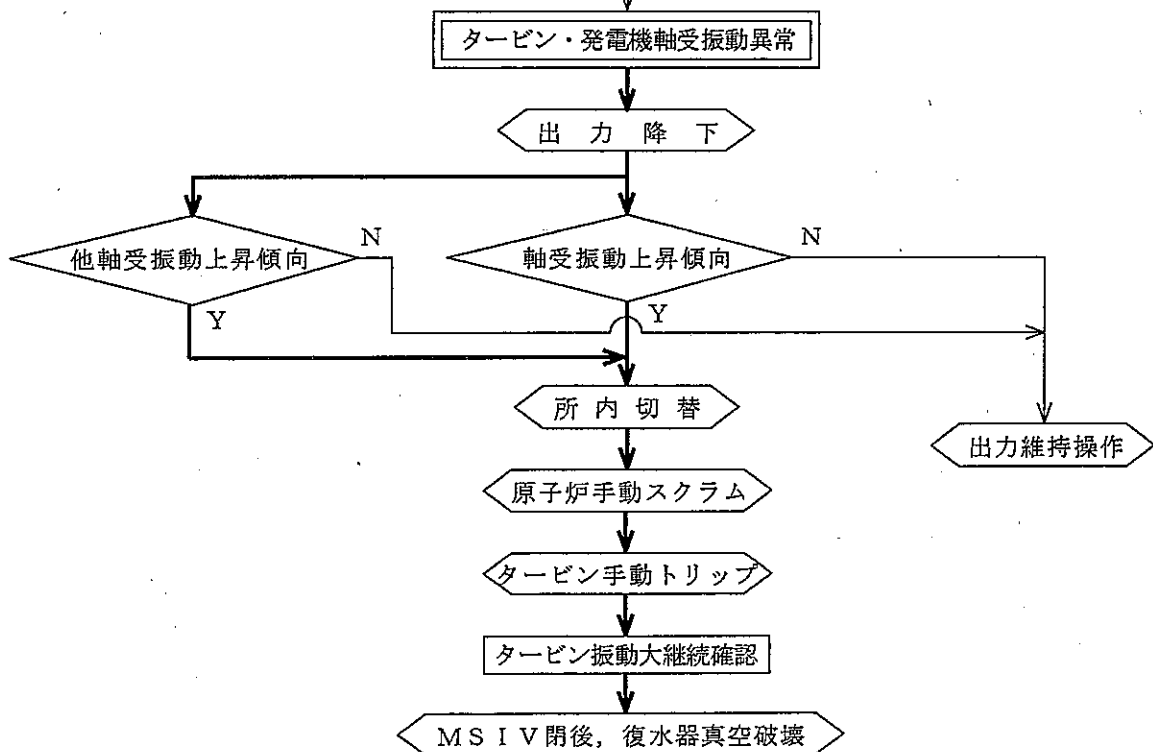 タービン・発電機軸受振動異常
出力降下
他軸受振動上昇傾向
N
軸受振動上昇傾向
N
Y
Y
所内切替
出力維持操作
原子炉手動スクラム
タービン手動トリップ
タービン振動大継続確認
MSIV閉後，復水器真空破壊